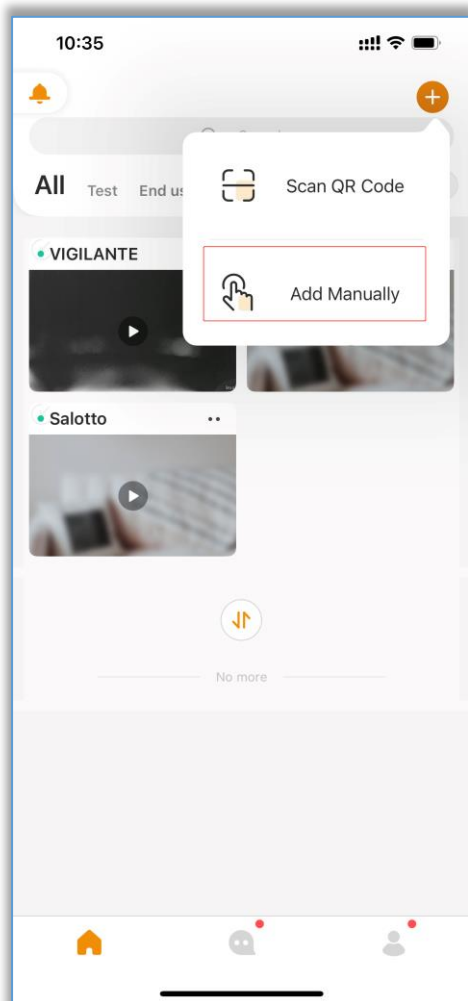 10:35
Scan QR Code
All Test End us
Add Manually
VIGILANTE
Salotto
No more